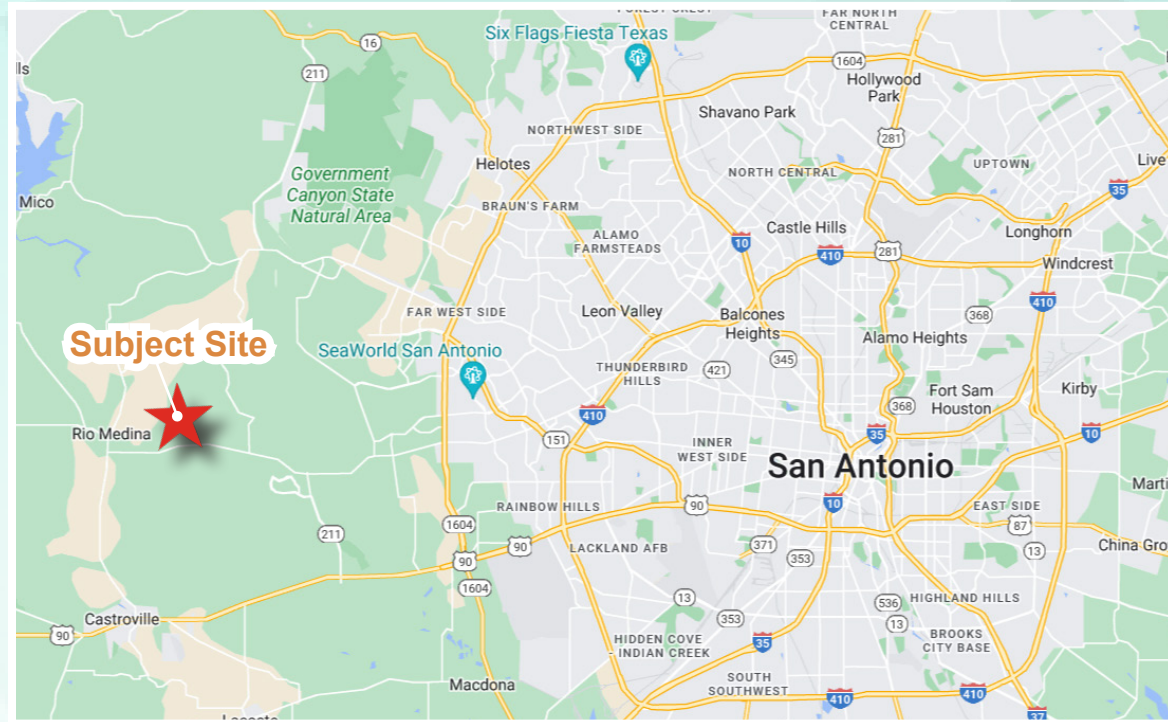 FAR NORTH
CENTRAL
Six Flags Fiesta Texas
16
211
1604
Hollywood
Park
Shavano Park
281
NORTHWEST SIDE
UPTOWN
Helotes
NORTH CENTRAL
Live
35
Government
Canyon State
Natural Area
Mico
BRAUN'S FARM
ALAMO
FARMSTEADS
Castle Hills
Longhorn
10
410
281
Windcrest
410
FAR WEST SIDE
Leon Valley
Balcones
Heights
368
Alamo Heights
Subject Site
SeaWorld San Antonio
THUNDERBIRD
HILLS
345
421
Fort Sam
Houston
Kirby
368
410
Rio Medina
151
INNER
WEST SIDE
35
10
San Antonio
Marti
RAINBOW HILLS
90
10
EAST SIDE
87
211
1604
90
90
LACKLAND AFB
371
353
13
China Gro
1604
13
353
536
HIGHLAND HILLS
13
Castroville
90
HIDDEN COVE
- INDIAN CREEK
35
BROOKS
CITY BASE
Macdona
SOUTH
SOUTHWEST
410
410
37